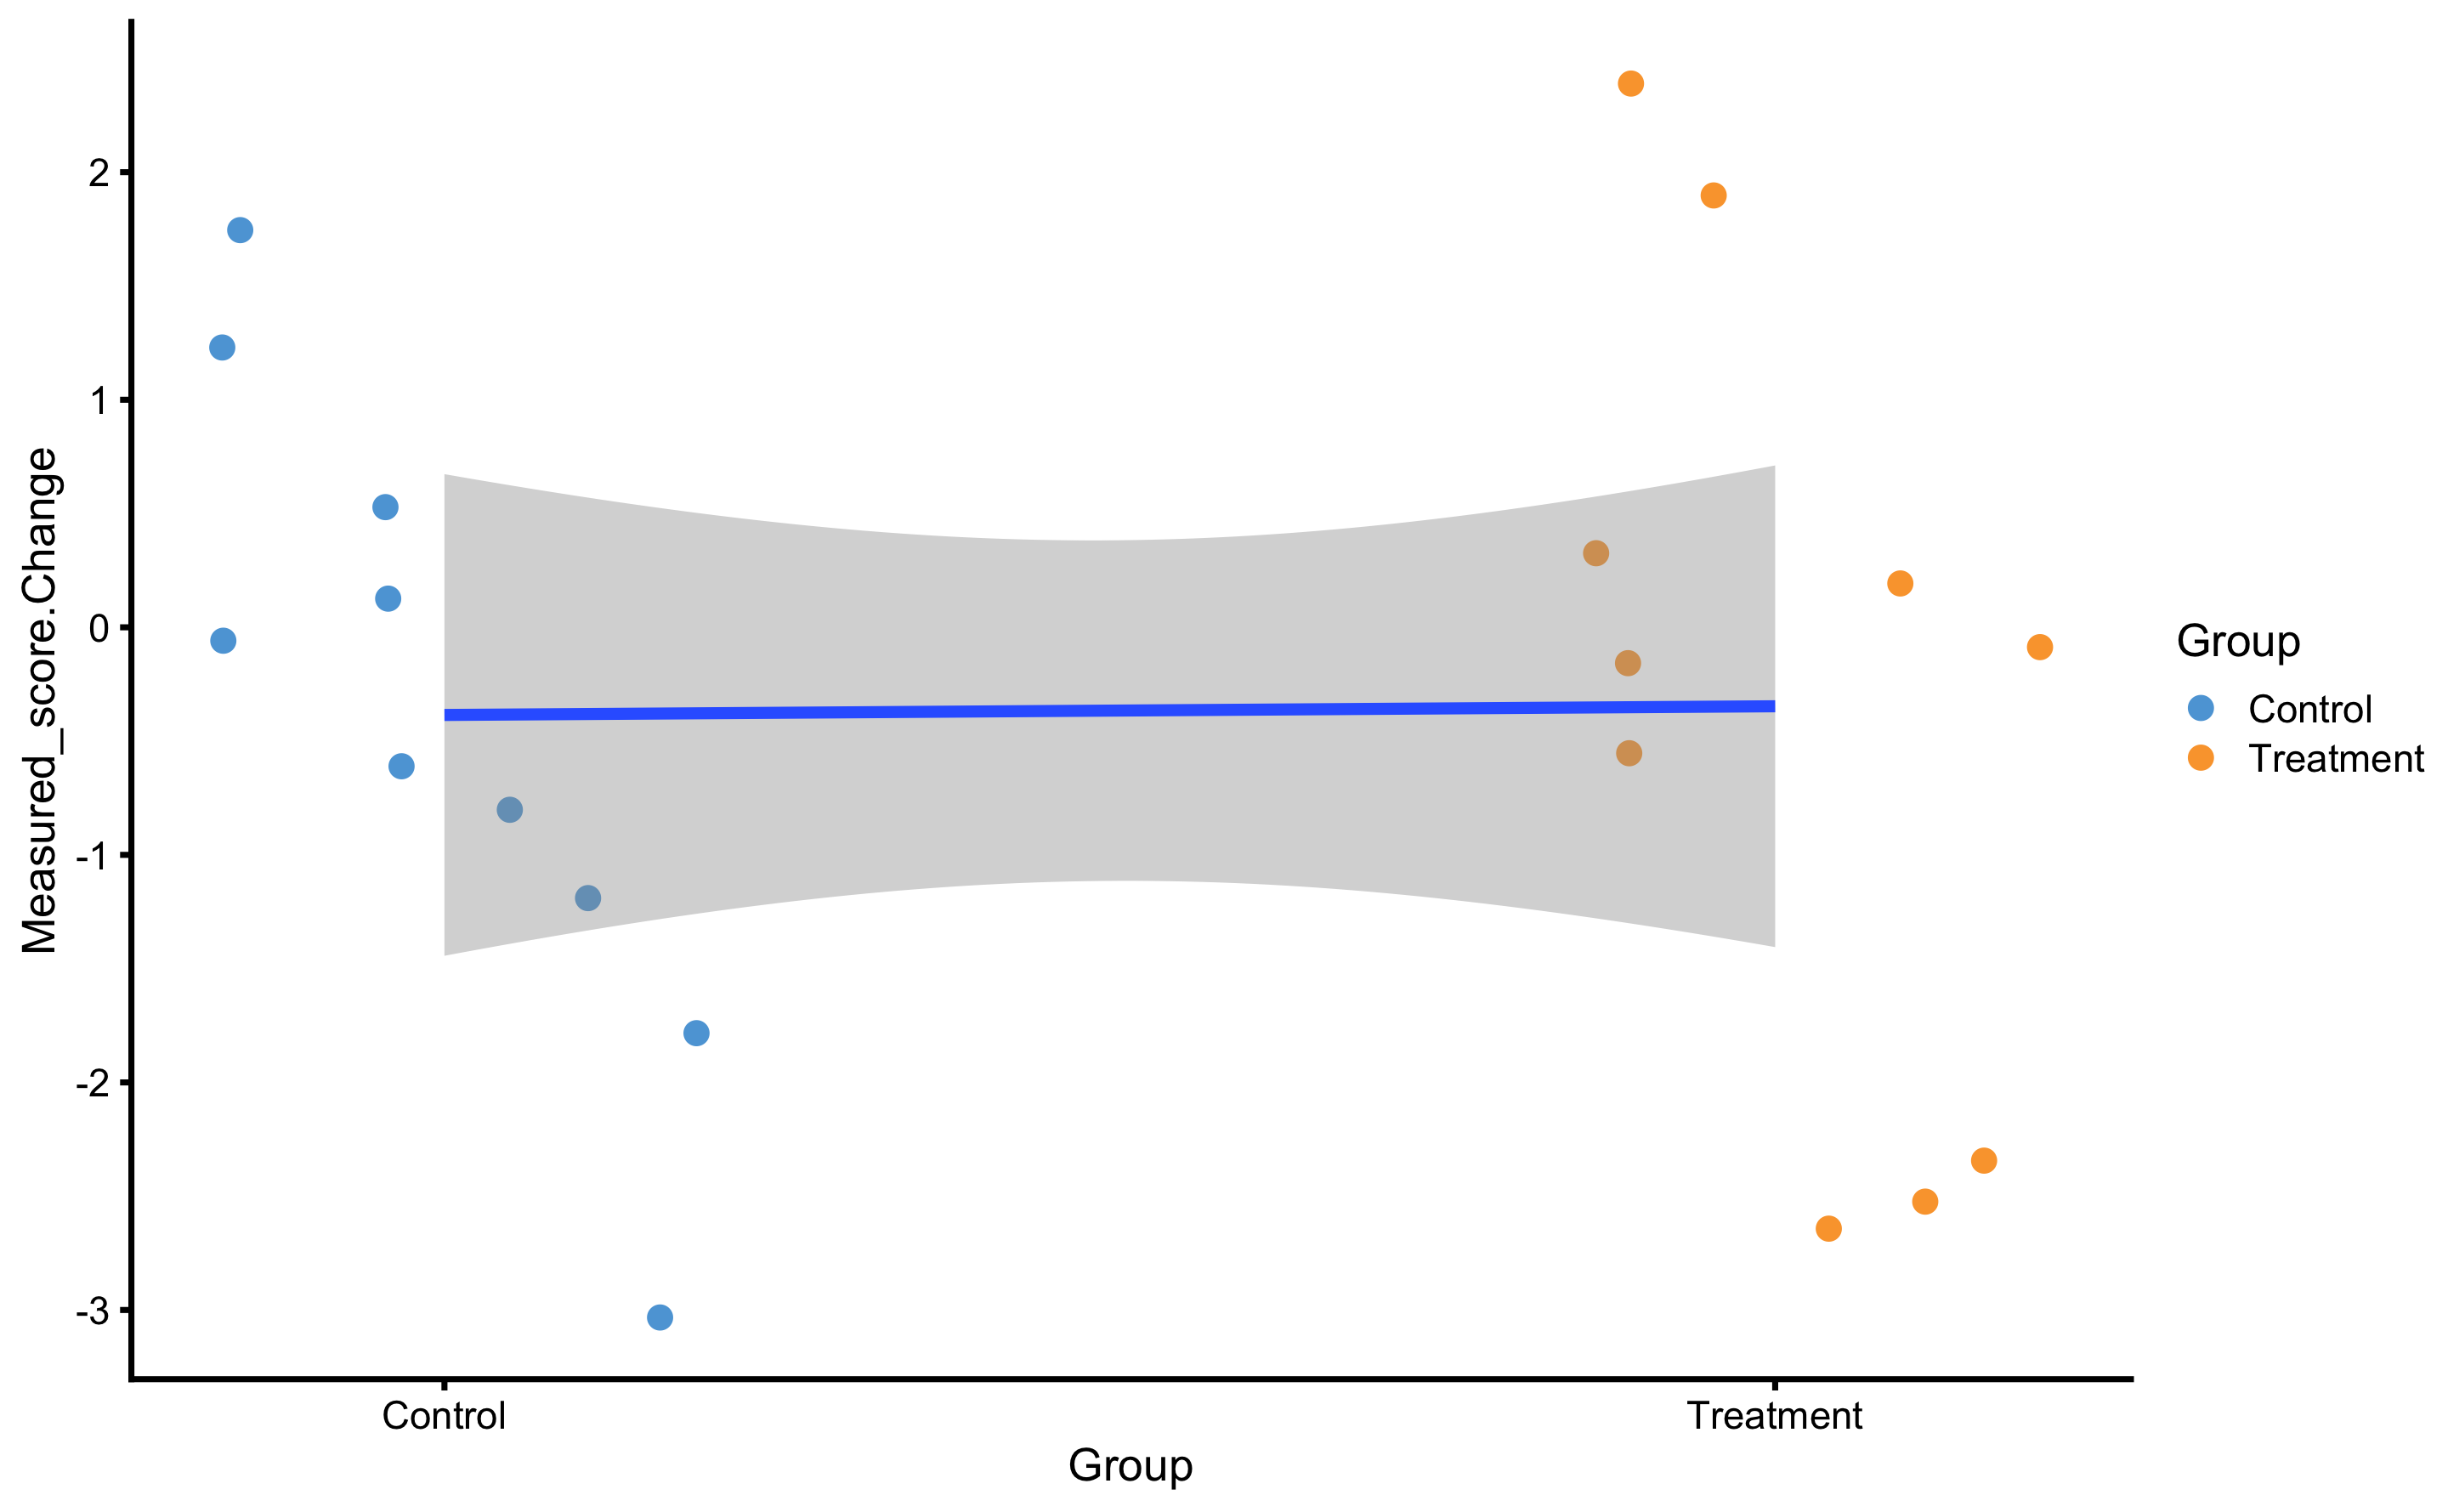 Measured_score.Change
2
1
0
-1
-2
-3
Control
Treatment
Group
Group
Control
Treatment